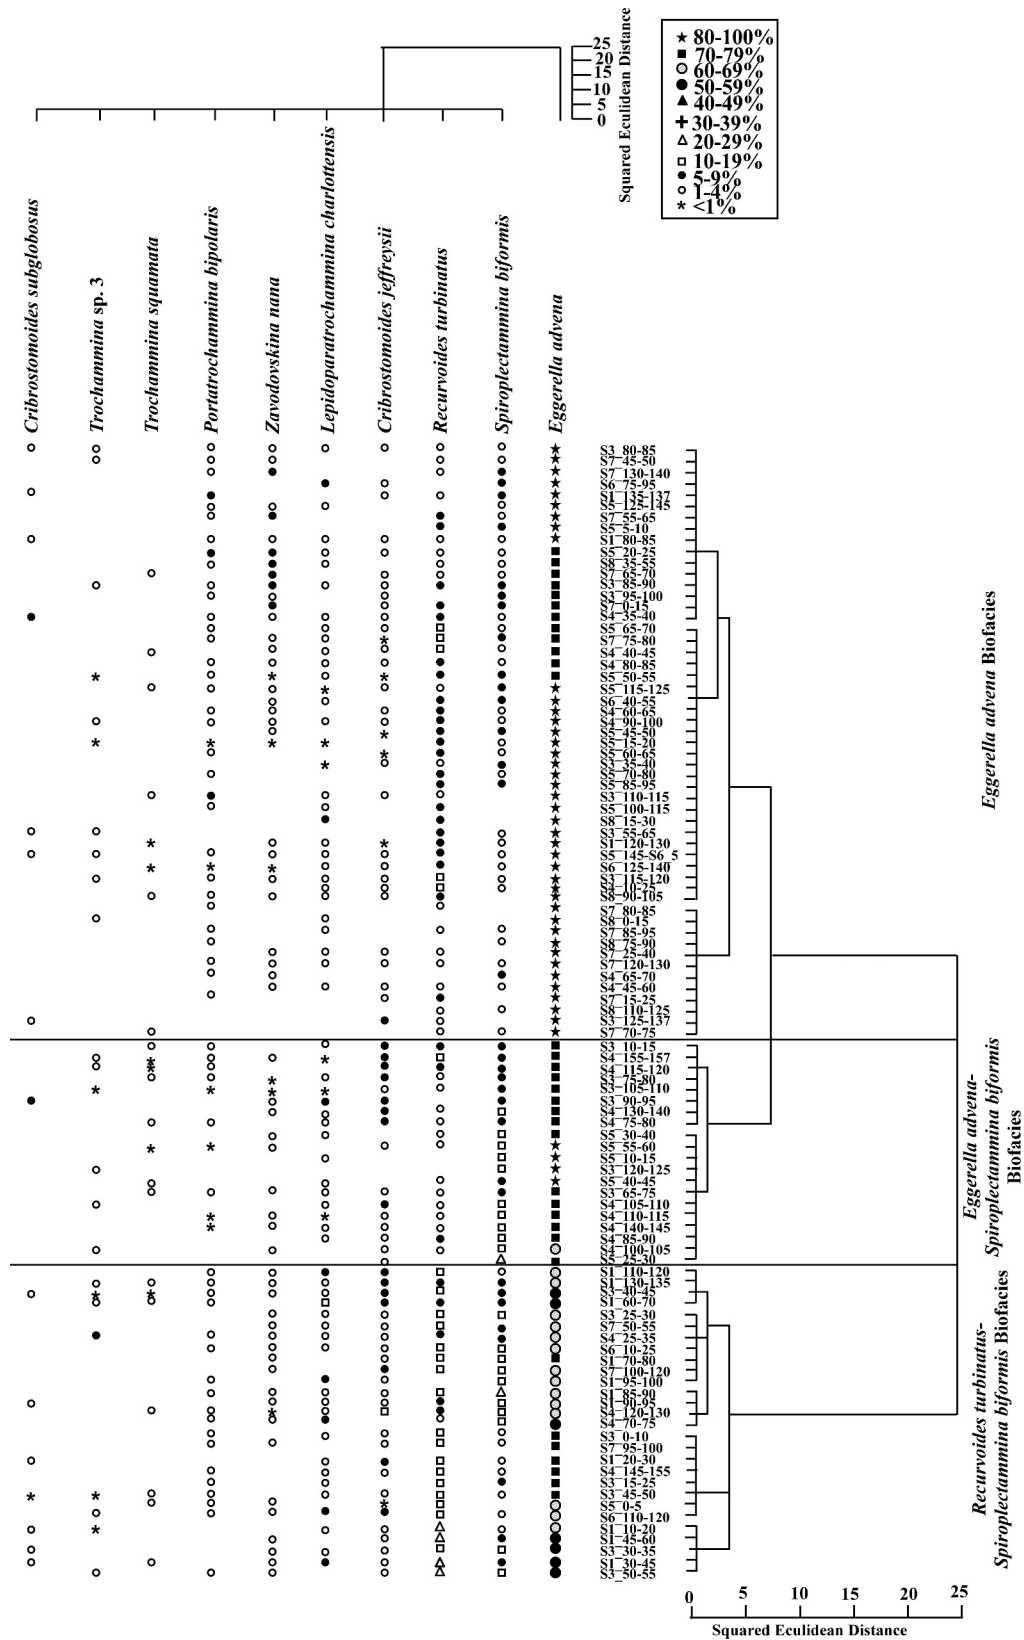 25
20
15
10
5
0
Squared Eculidean Distance
★ 80-100%
■ 70-79%
60-69%
● 50-59%
▲ 40-49%
+ 30-39%
△ 20-29%
□ 10-19%
● 5-9%
○ 1-4%
* <1%
Cribrostomoides subglobosus
Trochammina sp. 3
Trochammina squamata
Portatrochammina bipolaris
Zavodovskina nana
Lepidoparatrochammina charlottensis
Cribrostomoides jeffreysii
Recurvoides turbinatus
Spiroplectammina biformis
Eggerella advena
S3_80-85
S7_45-50
S7_130-140
S6_75-95
S1_135-137
S5_125-145
S7_55-65
S5_5-10
S1_80-85
S5_20-25
S8_35-55
S7_65-70
S3_85-90
S3_95-100
S7_0-15
S4_35-40
S5_65-70
S7_75-80
S4_40-45
S4_80-85
S5_50-55
S5_115-125
S6_40-55
S4_60-65
S4_90-100
S5_45-50
S5_15-20
S5_60-65
S3_35-40
S5_70-80
S5_85-95
S3_110-115
S5_100-115
S8_15-30
S3_55-65
S1_120-130
S5_145-S6_5
S6_125-140
S3_115-120
S4_10-25
S8_90-105
S7_80-85
S8_0-15
S7_85-95
S8_75-90
S7_25-40
S7_120-130
S4_65-70
S4_45-60
S7_15-25
S8_110-125
S3_125-137
S7_70-75
Eggerella advena Biofacies
S3_10-15
S4_155-157
S4_115-120
S3_75-80
S3_105-110
S3_90-95
S4_130-140
S4_75-80
S5_30-40
S5_55-60
S5_10-15
S3_120-125
S5_40-45
S3_65-75
S4_105-110
S4_110-115
S4_140-145
S4_85-90
S4_100-105
S5_25-30
Eggerella advena-
Spiroplectammina biformis
Biofacies
S1_110-120
S1_130-135
S3_40-45
S1_60-70
S3_25-30
S7_50-55
S4_25-35
S6_10-25
S1_70-80
S7_100-120
S1_95-100
S1_85-90
S1_90-95
S4_120-130
S4_70-75
S3_0-10
S7_95-100
S1_20-30
S4_145-155
S3_15-25
S3_45-50
S5_0-5
S6_110-120
S1_10-20
S1_45-60
S3_30-35
S1_30-45
S3_50-55
Recurvoides turbinatus-
Spiroplectammina biformis Biofacies
0 5 10 15 20 25
Squared Eculidean Distance